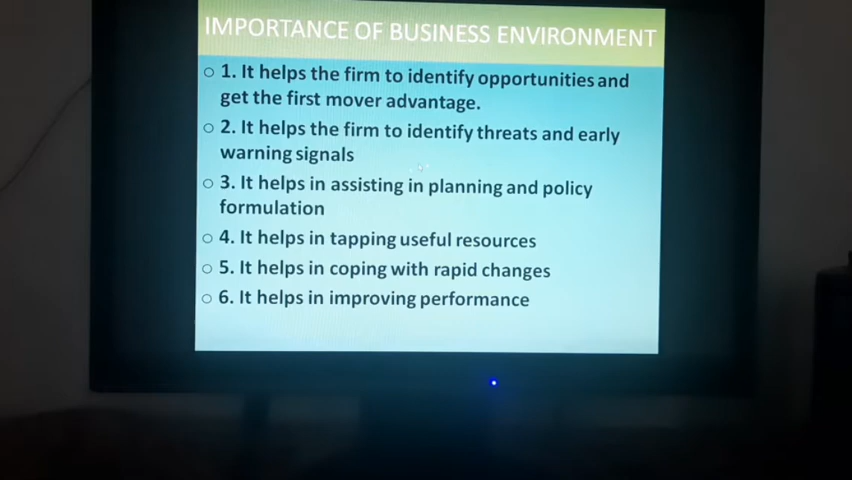 IMPORTANCE OF BUSINESS ENVIRONMENT
1. It helps the firm to identify opportunities and
get the first mover advantage.
2. It helps the firm to identify threats and early
warning signals
3. It helps in assisting in planning and policy
formulation
4. It helps in tapping useful resources
5. It helps in coping with rapid changes
6. It helps in improving performance